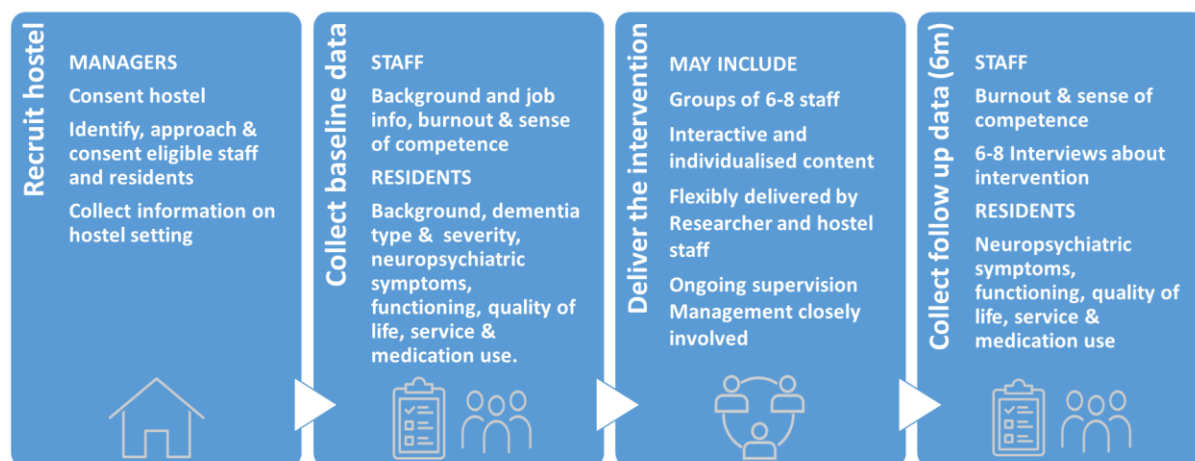 Recruit hostel
MANAGERS
Consent hostel
Identify, approach &
consent eligible staff
and residents
Collect information on
hostel setting
Collect baseline data
STAFF
Background and job
info, burnout & sense
of competence
RESIDENTS
Background, dementia
type & severity,
neuropsychiatric
symptoms,
functioning, quality of
life, service &
medication use.
Deliver the intervention
MAY INCLUDE
Groups of 6-8 staff
Interactive and
individualised content
Flexibly delivered by
Researcher and hostel
staff
Ongoing supervision
Management closely
involved
Collect follow up data (6m)
STAFF
Burnout & sense of
competence
6-8 Interviews about
intervention
RESIDENTS
Neuropsychiatric
symptoms,
functioning, quality of
life, service &
medication use